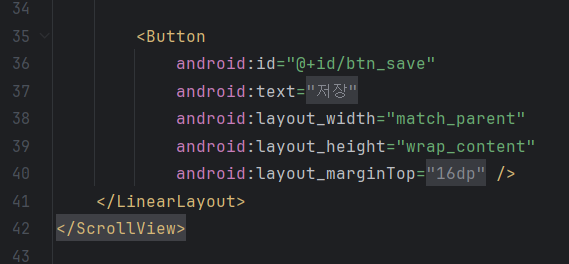 34
35 <Button
36 android:id="@+id/btn_save"
37 android:text="저장"
38 android:layout_width="match_parent"
39 android:layout_height="wrap_content"
40 android:layout_marginTop="16dp" />
41 </LinearLayout>
42 </ScrollView>
43